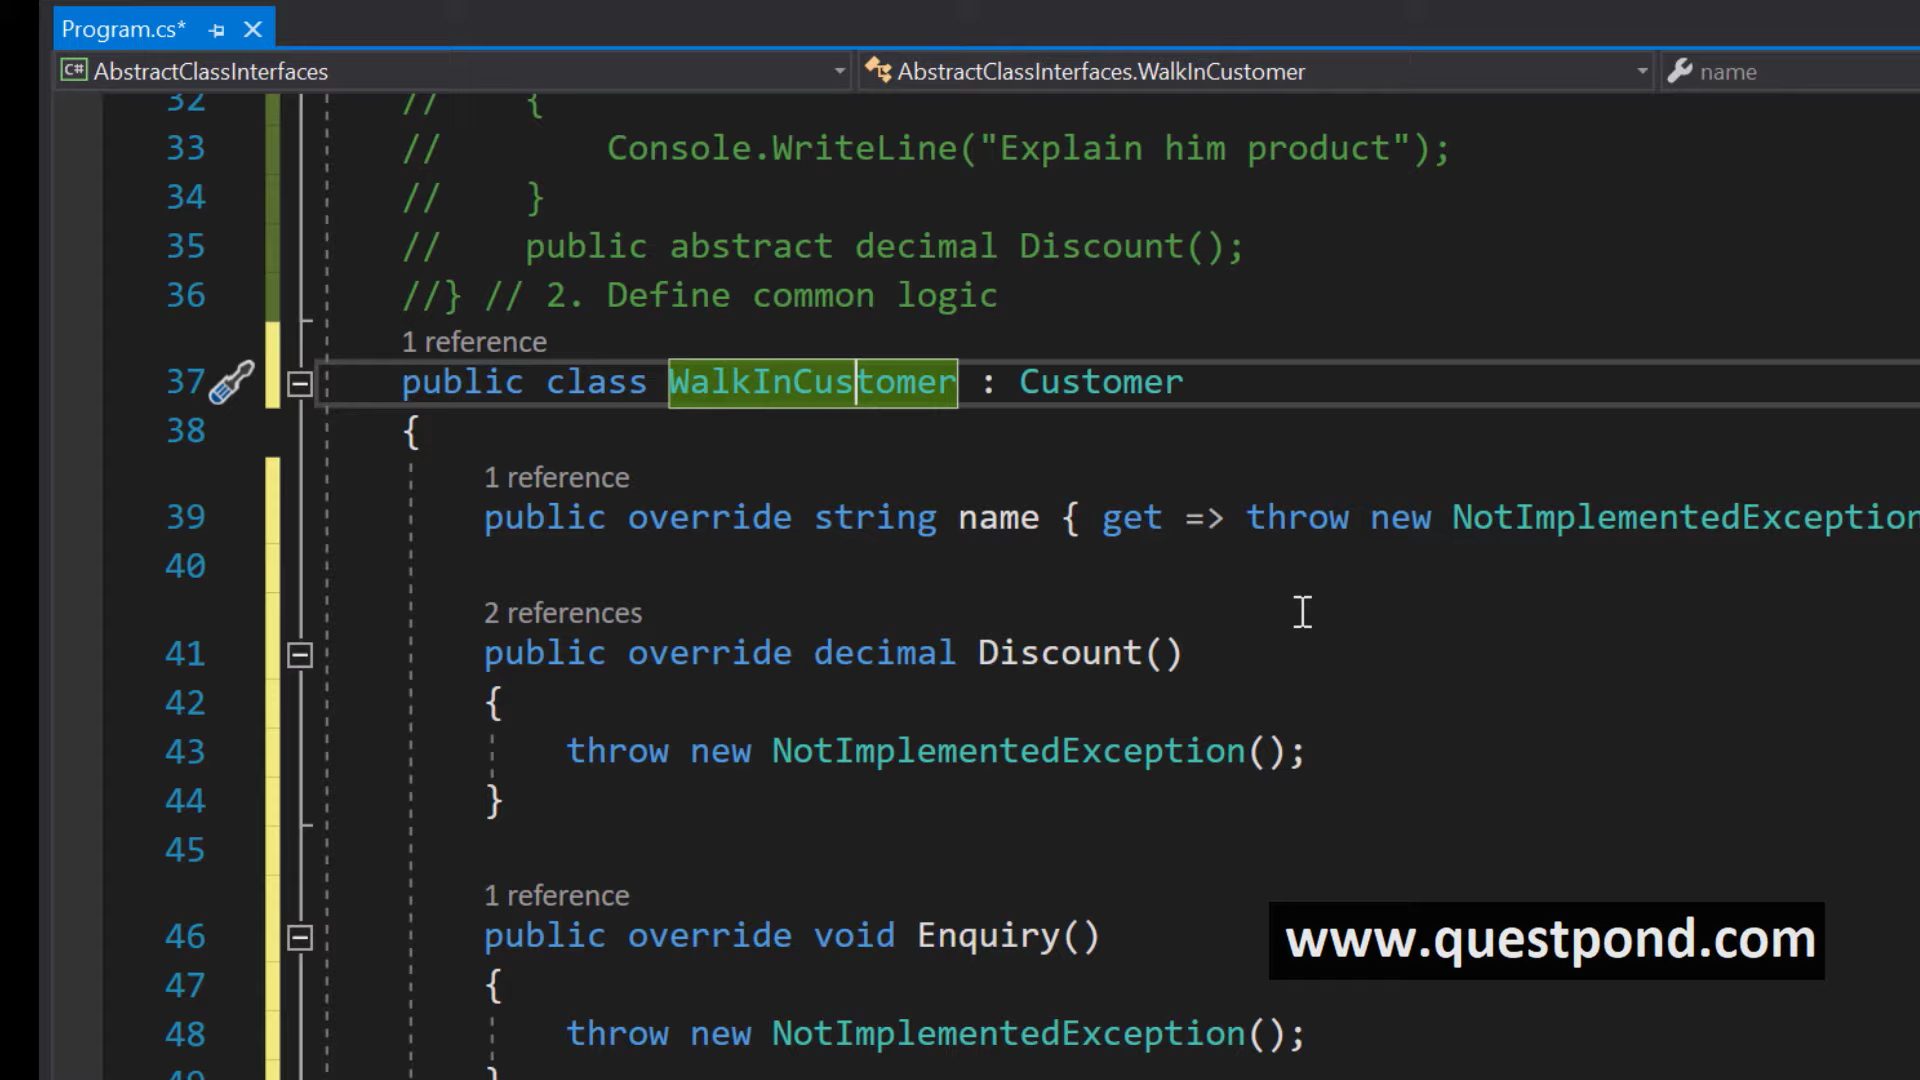 Program.cs*
C# AbstractClassInterfaces
AbstractClassInterfaces.WalkInCustomer
name
32 // {
33 // Console.WriteLine("Explain him product");
34 // }
35 // public abstract decimal Discount();
36 //} // 2. Define common logic
1 reference
37 public class WalkInCustomer : Customer
38 {
1 reference
39 public override string name { get => throw new NotImplementedException
40
2 references
41 public override decimal Discount()
42 {
43 throw new NotImplementedException();
44 }
45
1 reference
46 public override void Enquiry()
www.questpond.com
47 {
48 throw new NotImplementedException();
49 }